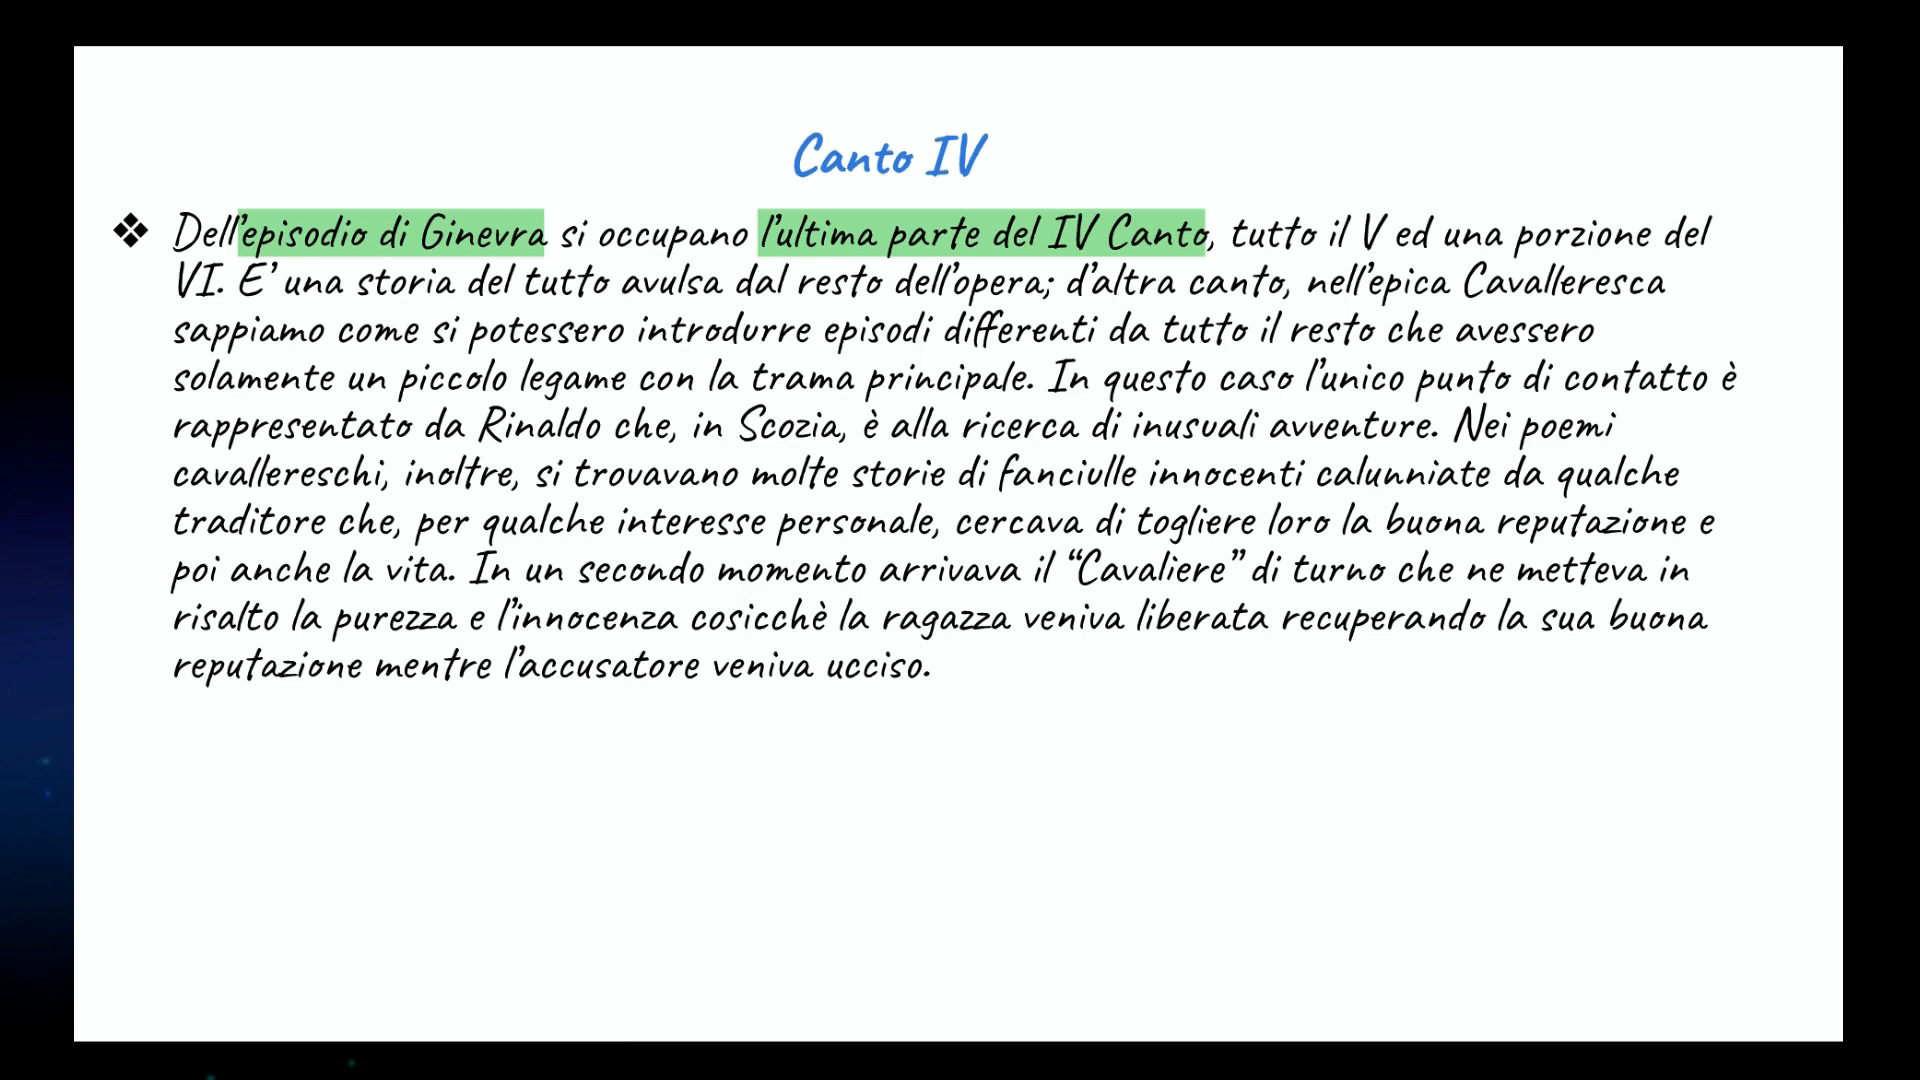 Canto IV
❖ Dell'episodio di Ginevra si occupano l'ultima parte del IV Canto, tutto il V ed una porzione del
VI. E' una storia del tutto avulsa dal resto dell'opera; d'altra canto, nell'epica Cavalleresca
sappiamo come si potessero introdurre episodi differenti da tutto il resto che avessero
solamente un piccolo legame con la trama principale. In questo caso l'unico punto di contatto è
rappresentato da Rinaldo che, in Scozia, è alla ricerca di inusuali avventure. Nei poemi
cavallereschi, inoltre, si trovavano molte storie di fanciulle innocenti calunniate da qualche
traditore che, per qualche interesse personale, cercava di togliere loro la buona reputazione e
poi anche la vita. In un secondo momento arrivava il “Cavaliere” di turno che ne metteva in
risalto la purezza e l'innocenza cosicchè la ragazza veniva liberata recuperando la sua buona
reputazione mentre l'accusatore veniva ucciso.